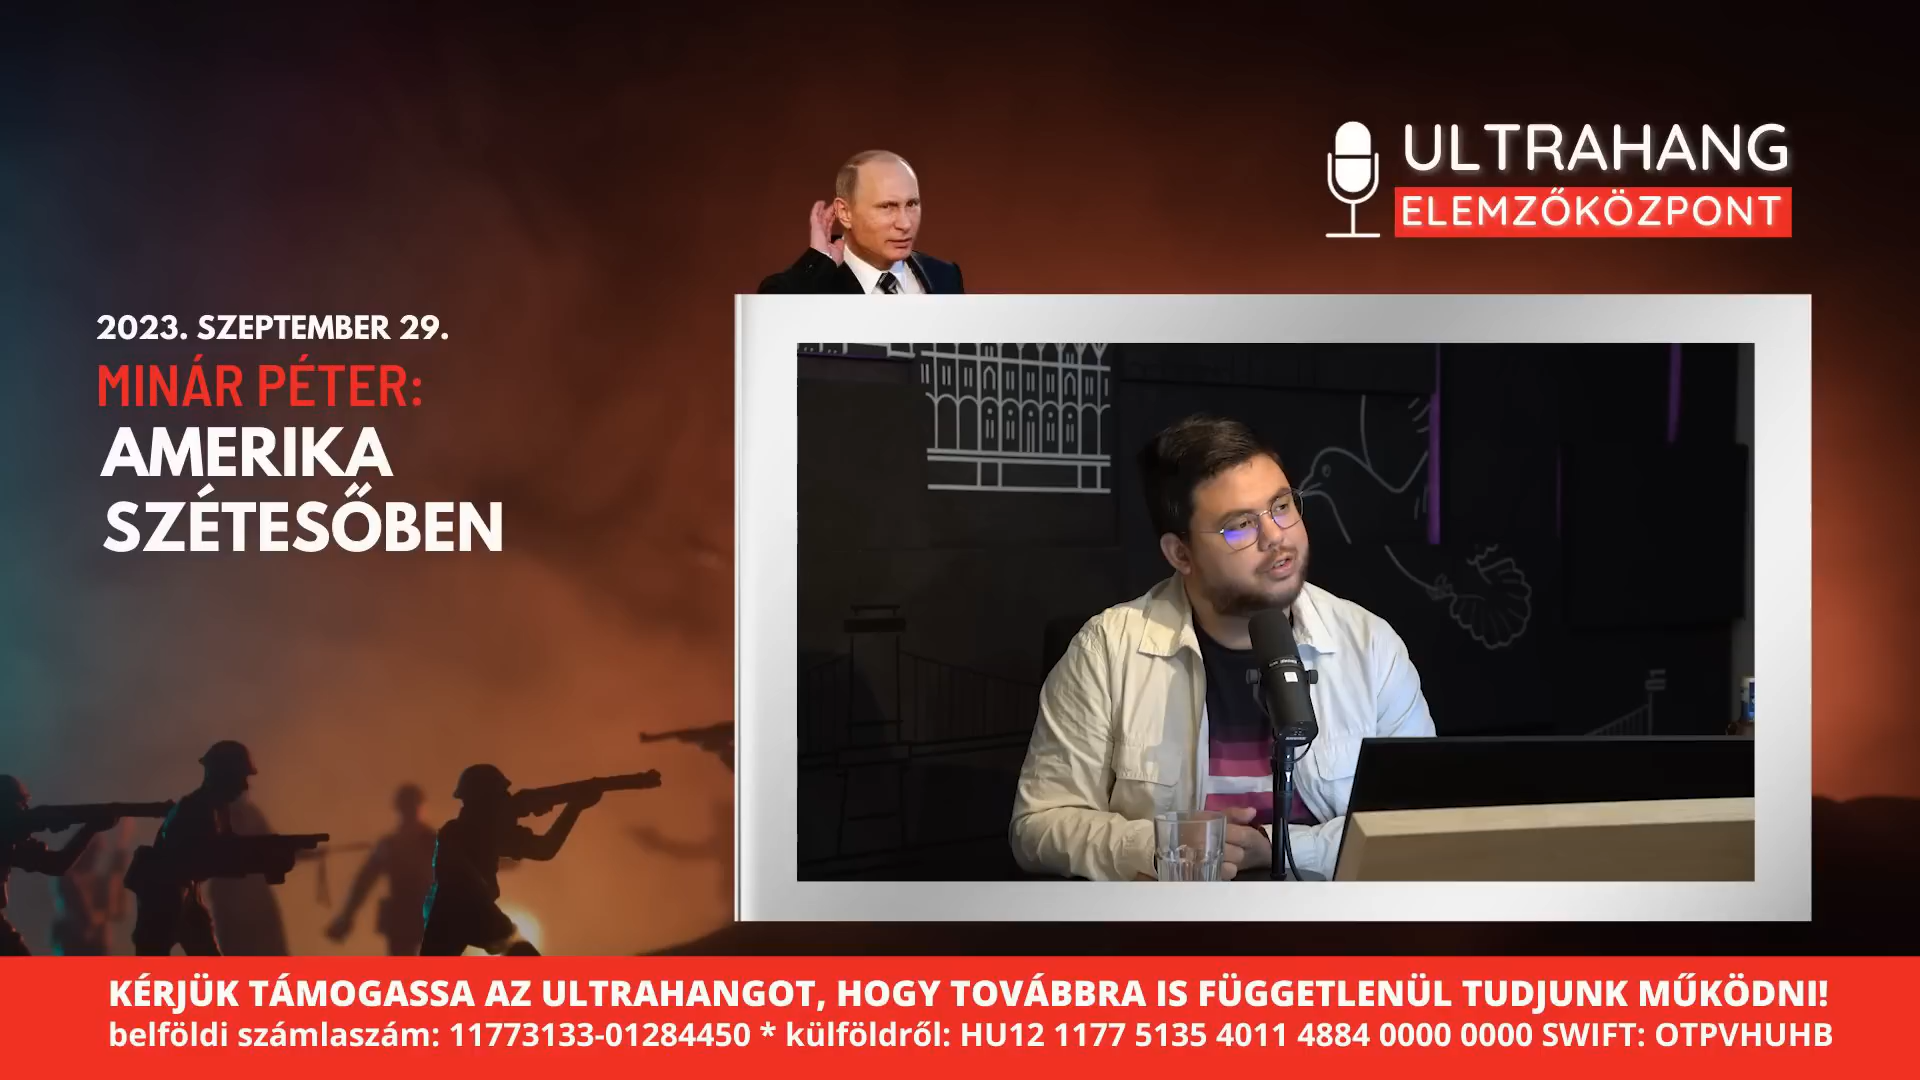 ULTRAHANG
ELEMZŐKÖZPONT
2023. SZEPTEMBER 29.
MINÁR PÉTER:
AMERIKA
SZÉTESŐBEN
KÉRJÜK TÁMOGASSA AZ ULTRAHANGOT, HOGY TOVÁBBRA IS FÜGGETLENÜL TUDJUNK MŰKÖDNI!
belföldi számlaszám: 11773133-01284450 * külföldről: HU12 1177 5135 4011 4884 0000 0000 SWIFT: OTPVHUHB